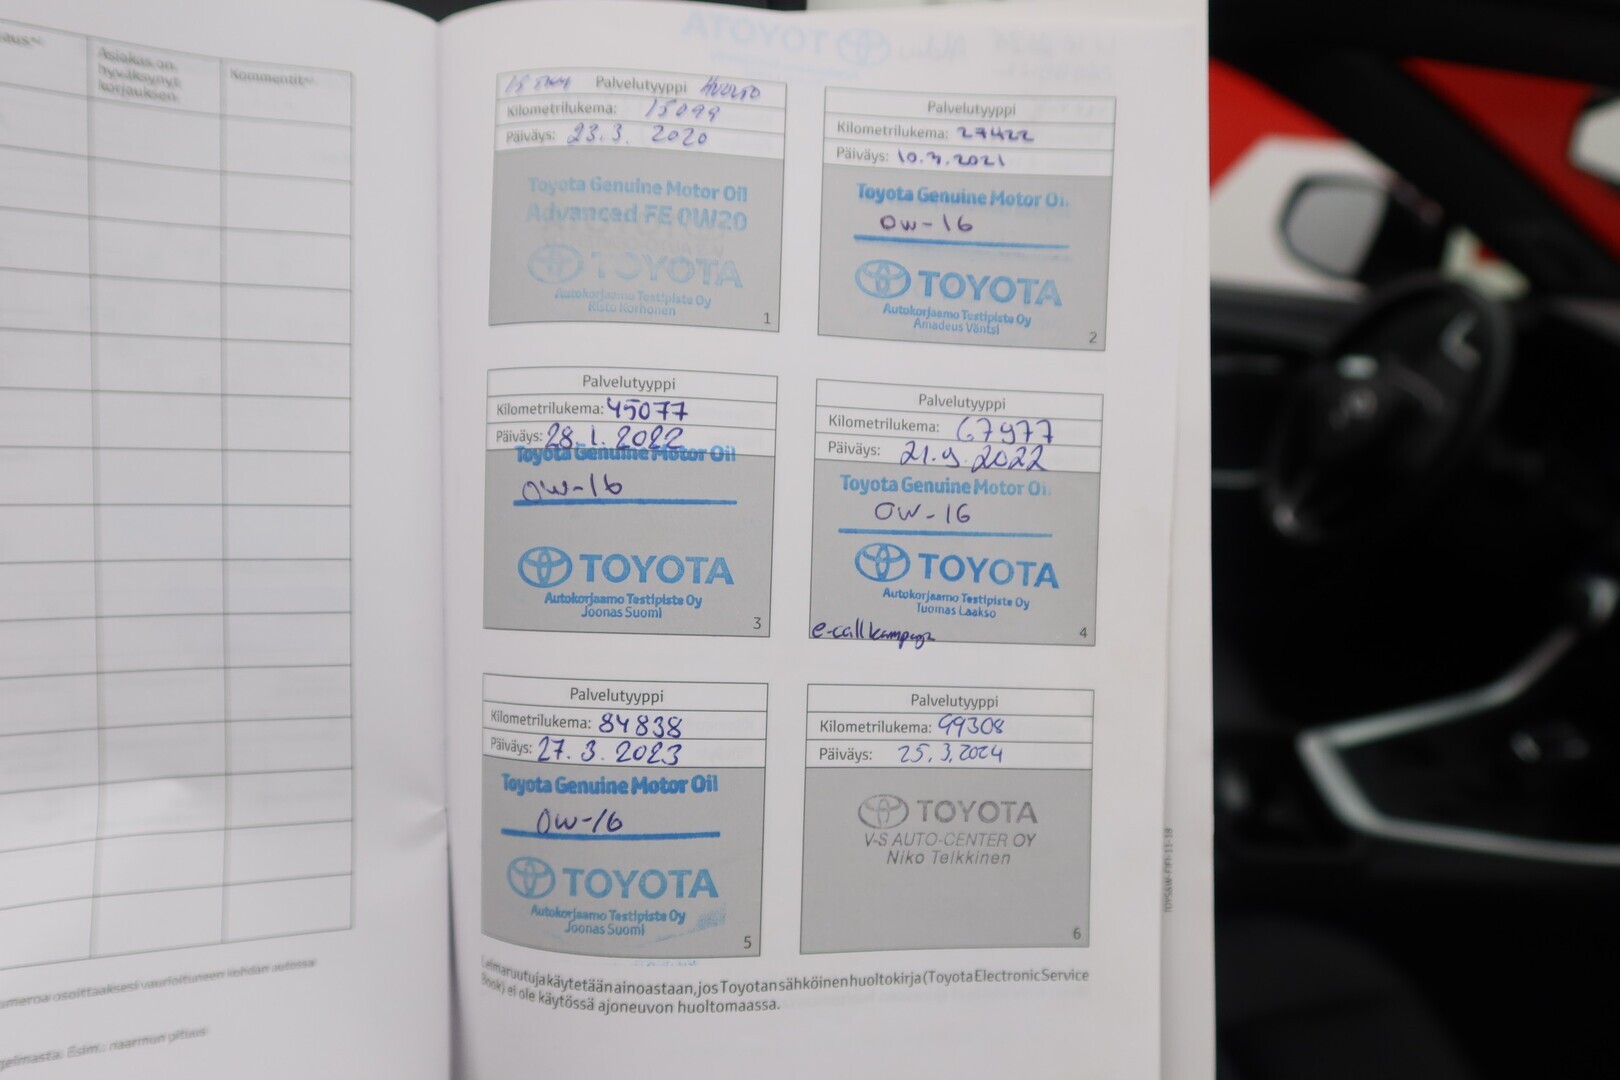 Asiakas on
hyväksynyt
korjauksen
Kommentit
TOYOTA
Palvelutyyppi HUOLTO
Kilometrilukema: 15099
Päiväys: 23.3. 2020
Toyota Genuine Motor Oil
Advanced FE 0W20
TOYOTA
Autokorjaamo Testipiste Oy
Risto Korhonen
1
Palvelutyyppi
Kilometrilukema: 27422
Päiväys: 10.3.2021
Toyota Genuine Motor Oi
0W-16
TOYOTA
Autokorjaamo Testipiste Oy
Amadeus Väntsi
2
Palvelutyyppi
Kilometrilukema: 45077
Päiväys: 28.1.2022
Toyota Genuine Motor Oil
0W-16
TOYOTA
Autokorjaamo Testipiste Oy
Joonas Suomi
3
Palvelutyyppi
Kilometrilukema: 67977
Päiväys: 21.9.2022
Toyota Genuine Motor Oi
0W-16
TOYOTA
Autokorjaamo Testipiste Oy
Tuomas Laakso
e-call kampanja
4
Palvelutyyppi
Kilometrilukema: 84838
Päiväys: 27.3.2023
Toyota Genuine Motor Oil
0W-16
TOYOTA
Autokorjaamo Testipiste Oy
Joonas Suomi
5
Palvelutyyppi
Kilometrilukema: 99308
Päiväys: 25.3.2024
TOYOTA
V-S AUTO-CENTER OY
Niko Teikkinen
6
Leimaruutuja käytetään ainoastaan, jos Toyotan sähköinen huoltokirja (Toyota Electronic Service
Book) ei ole käytössä ajoneuvon huoltomaassa.